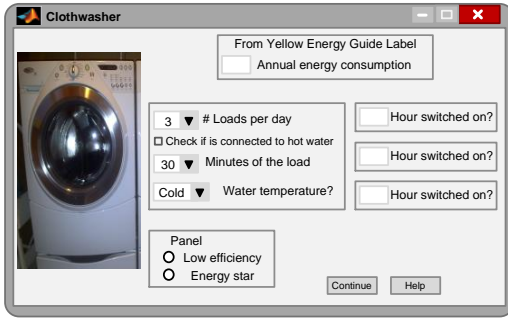 Clothwasher
From Yellow Energy Guide Label
Annual energy consumption
3 # Loads per day
Check if is connected to hot water
30 Minutes of the load
Cold Water temperature?
Hour switched on?
Hour switched on?
Hour switched on?
Panel
Low efficiency
Energy star
Continue Help